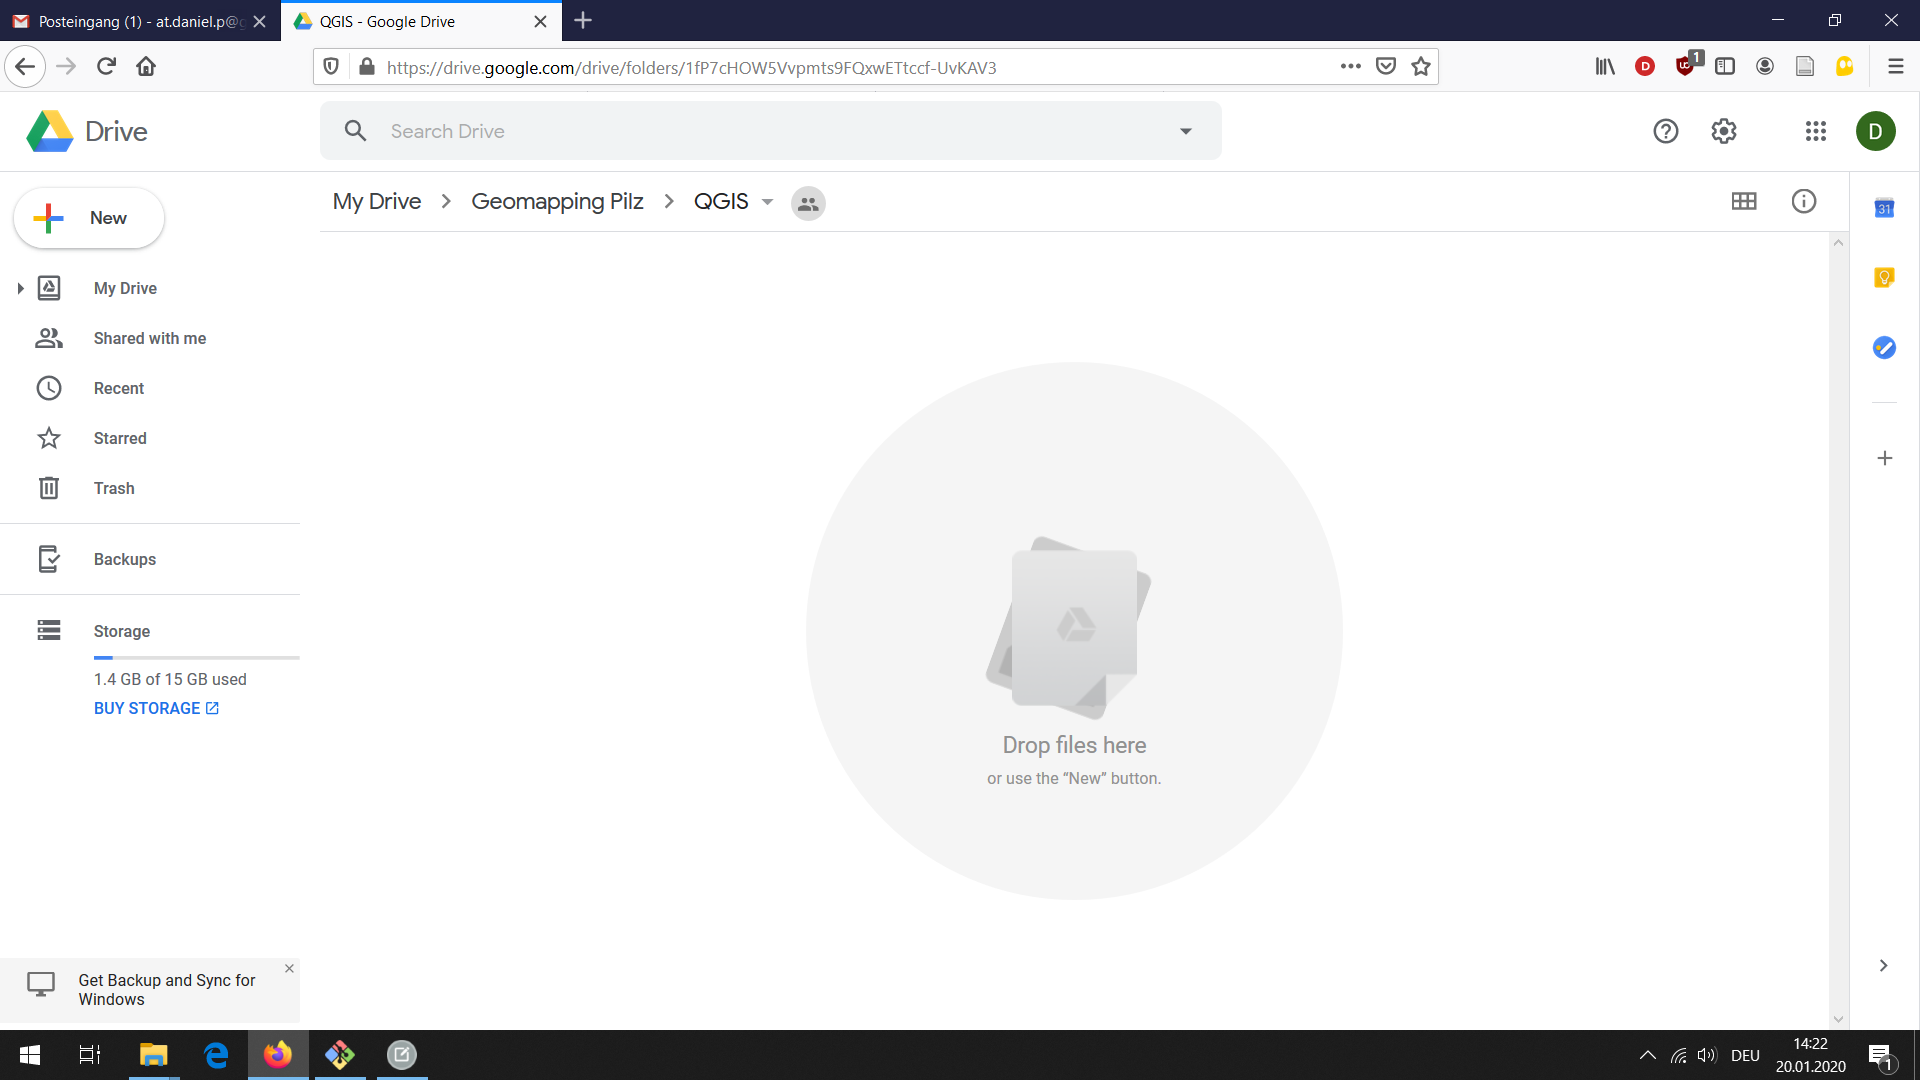 Posteingang (1) - at.daniel.p@g
QGIS - Google Drive
https://drive.google.com/drive/folders/1fP7cHOW5Vvpmts9FQxwETtccf-UvKAV3
D
1
Drive
Search Drive
D
New
My Drive
Geomapping Pilz
QGIS
31
My Drive
Shared with me
Recent
Starred
Trash
Backups
Storage
1.4 GB of 15 GB used
BUY STORAGE
Drop files here
or use the “New” button.
Get Backup and Sync for
Windows
DEU
14:22
20.01.2020
1